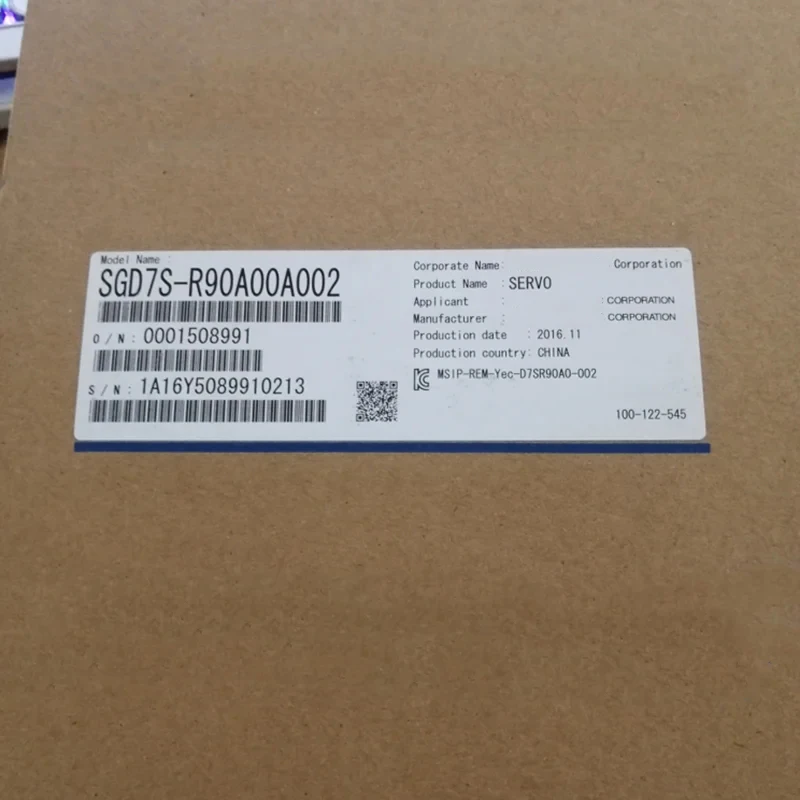 Model Name :
SGD7S-R90A00A002
O/N: 0001508991
S/N: 1A16Y5089910213
Corporate Name: Corporation
Product Name : SERVO
Applicant : CORPORATION
Manufacturer : CORPORATION
Production date : 2016.11
Production country: CHINA
MSIP-REM-Yec-D7SR90A0-002
100-122-545